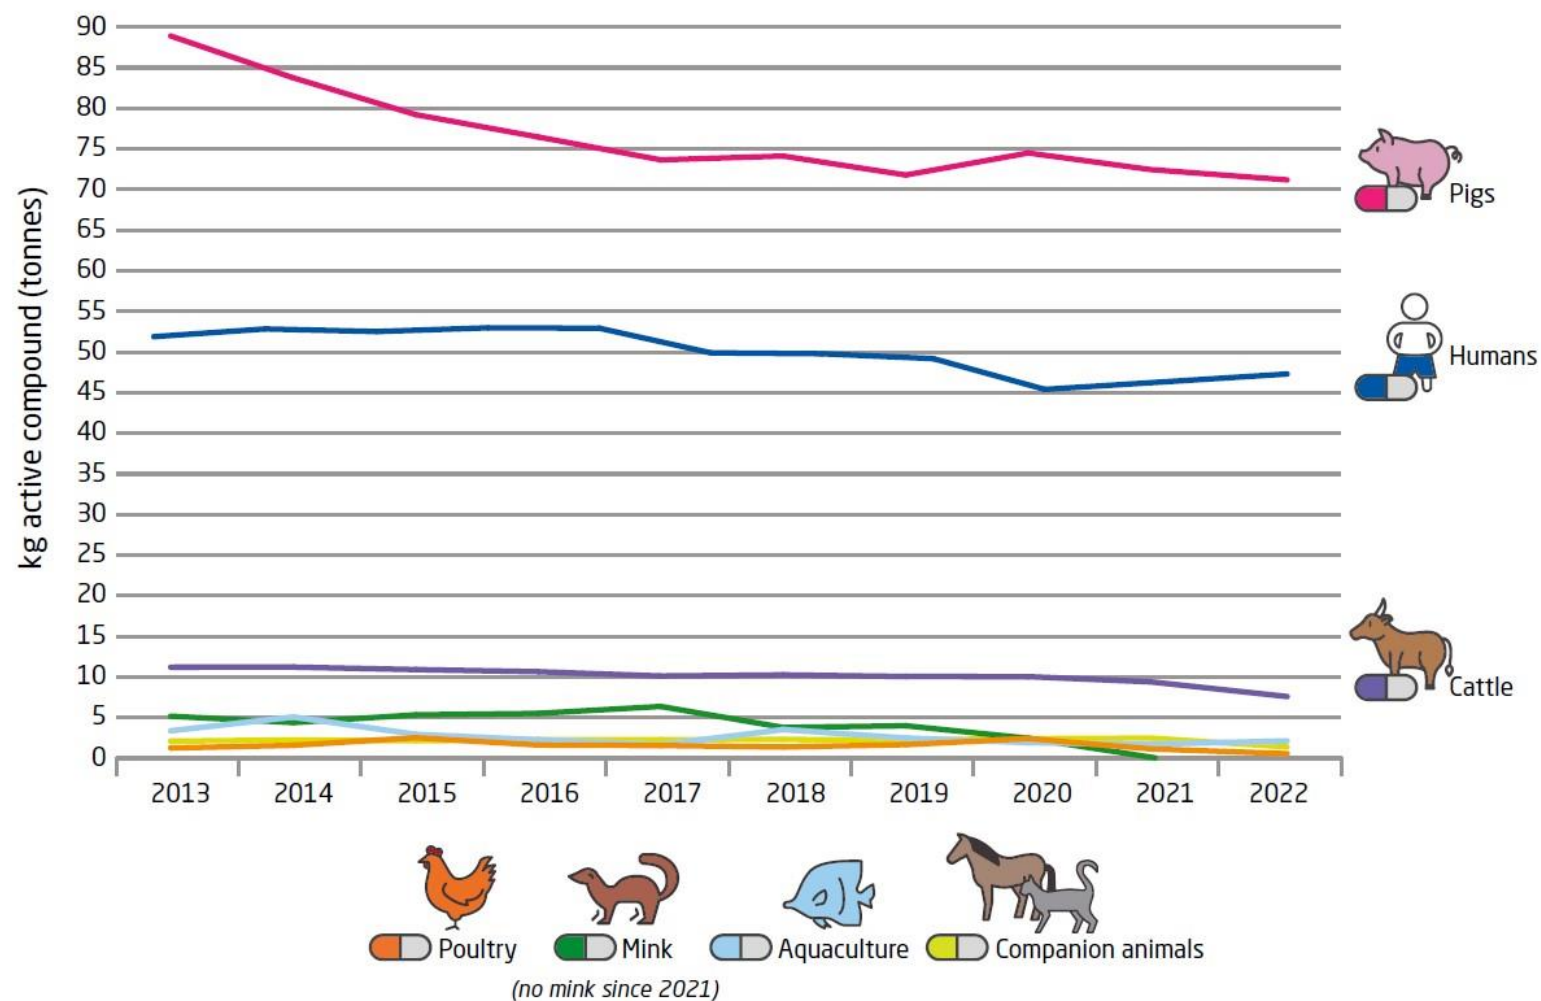 kg active compound (tonnes)
90
85
80
75
70
65
60
55
50
45
40
35
30
25
20
15
10
5
0
Pigs
Humans
Cattle
2013 2014 2015 2016 2017 2018 2019 2020 2021 2022
Poultry Mink Aquaculture Companion animals
(no mink since 2021)